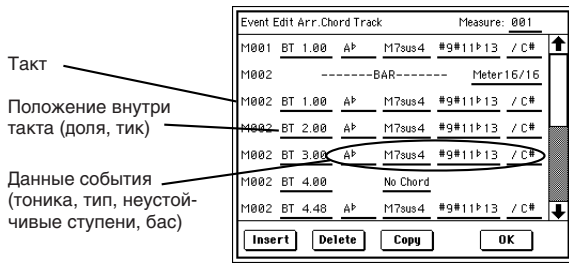 Event Edit Arr.Chord Track Measure: 001
M001 BT 1.00 A♭ M7sus4 #9#11♭13 / C#
M002 --------BAR------- Meter16/16
M002 BT 1.00 A♭ M7sus4 #9#11♭13 / C#
M002 BT 2.00 A♭ M7sus4 #9#11♭13 / C#
M002 BT 3.00 A♭ M7sus4 #9#11♭13 / C#
M002 BT 4.00 No Chord
M002 BT 4.48 A♭ M7sus4 #9#11♭13 / C#
Insert Delete Copy OK
Такт
Положение внутри
такта (доля, тик)
Данные события
(тоника, тип, неустой-
чивые ступени, бас)